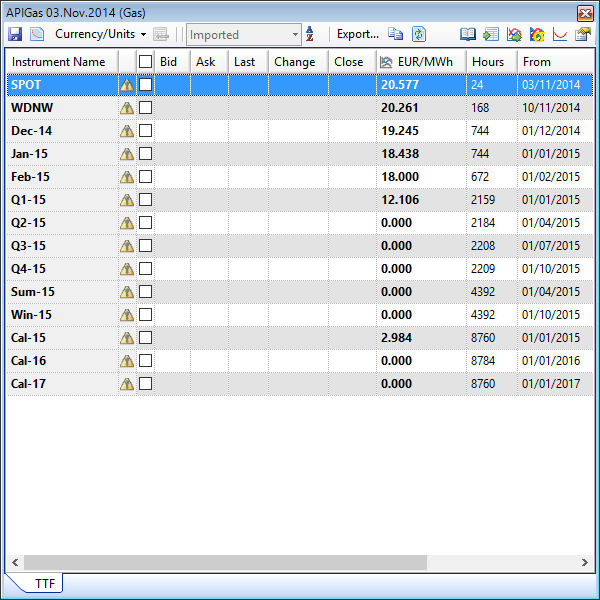 APIGas 03.Nov.2014 (Gas)
Currency/Units Imported A Z Export...
Instrument Name Bid Ask Last Change Close EUR/MWh Hours From
SPOT 20.577 24 03/11/2014
WDNW 20.261 168 10/11/2014
Dec-14 19.245 744 01/12/2014
Jan-15 18.438 744 01/01/2015
Feb-15 18.000 672 01/02/2015
Q1-15 12.106 2159 01/01/2015
Q2-15 0.000 2184 01/04/2015
Q3-15 0.000 2208 01/07/2015
Q4-15 0.000 2209 01/10/2015
Sum-15 0.000 4392 01/04/2015
Win-15 0.000 4392 01/10/2015
Cal-15 2.984 8760 01/01/2015
Cal-16 0.000 8784 01/01/2016
Cal-17 0.000 8760 01/01/2017
TTF